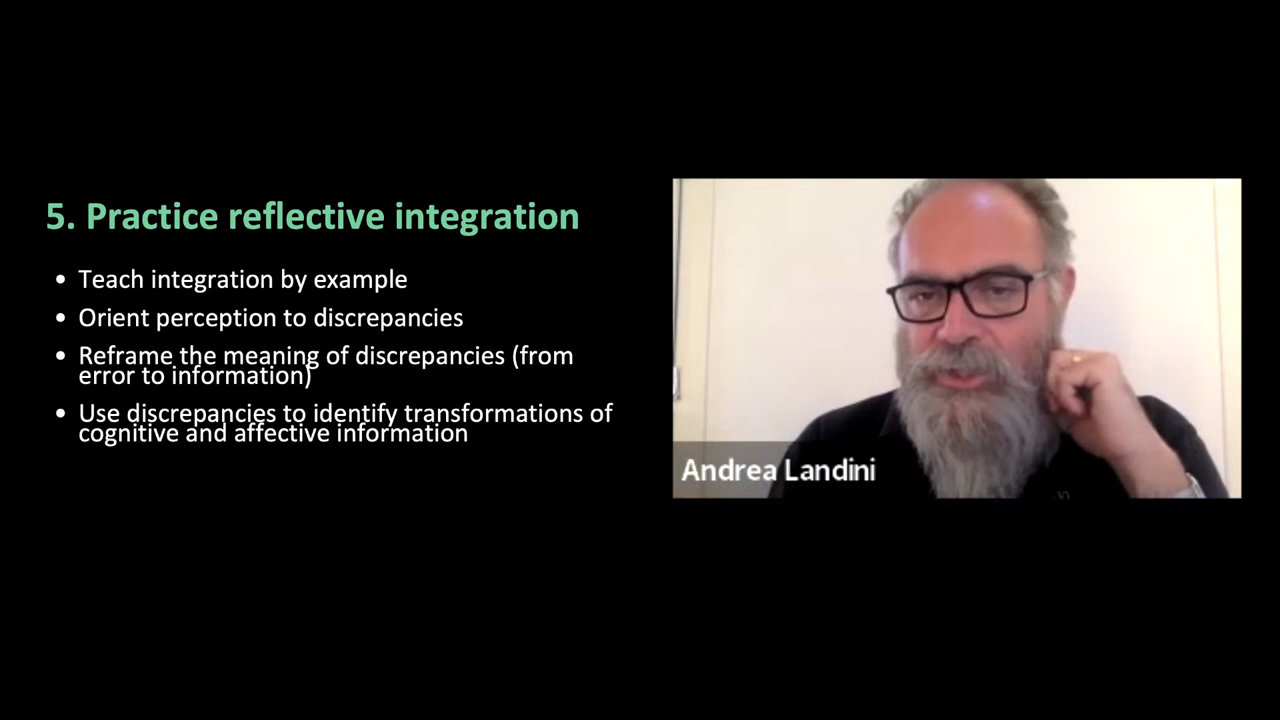 5. Practice reflective integration
• Teach integration by example
• Orient perception to discrepancies
• Reframe the meaning of discrepancies (from
error to information)
• Use discrepancies to identify transformations of
cognitive and affective information
Andrea Landini